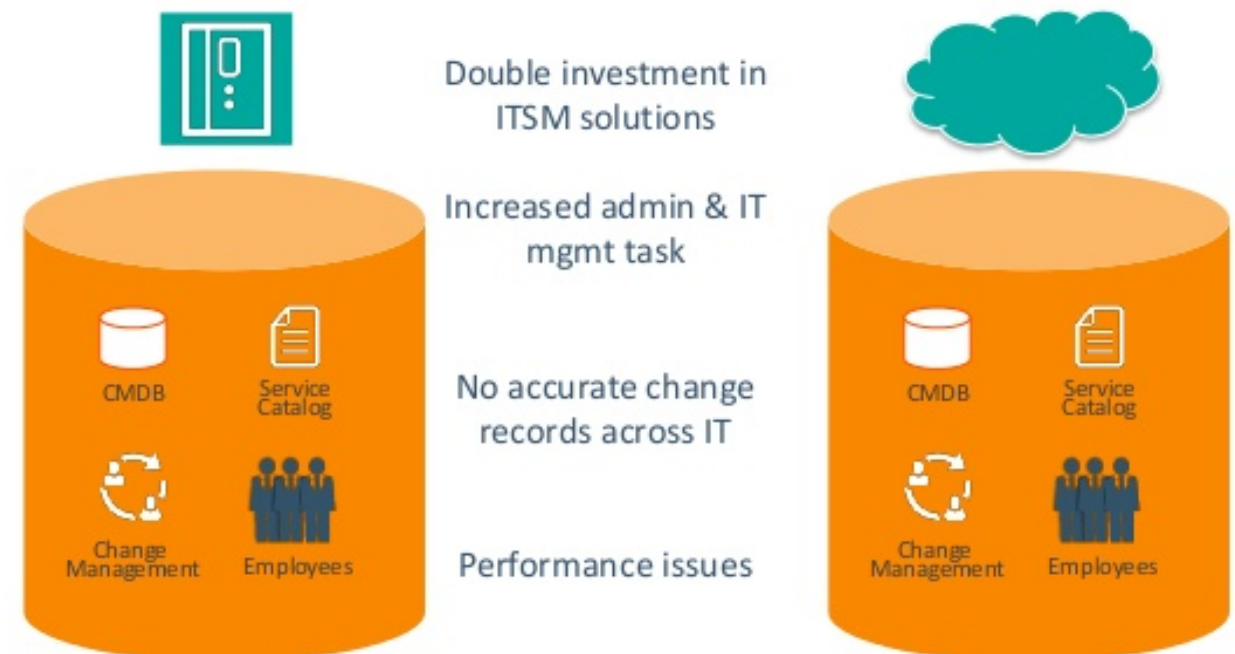 Double investment in
ITSM solutions
Increased admin & IT
mgmt task
No accurate change
records across IT
Performance issues
CMDB
Service
Catalog
Change
Management
Employees
CMDB
Service
Catalog
Change
Management
Employees